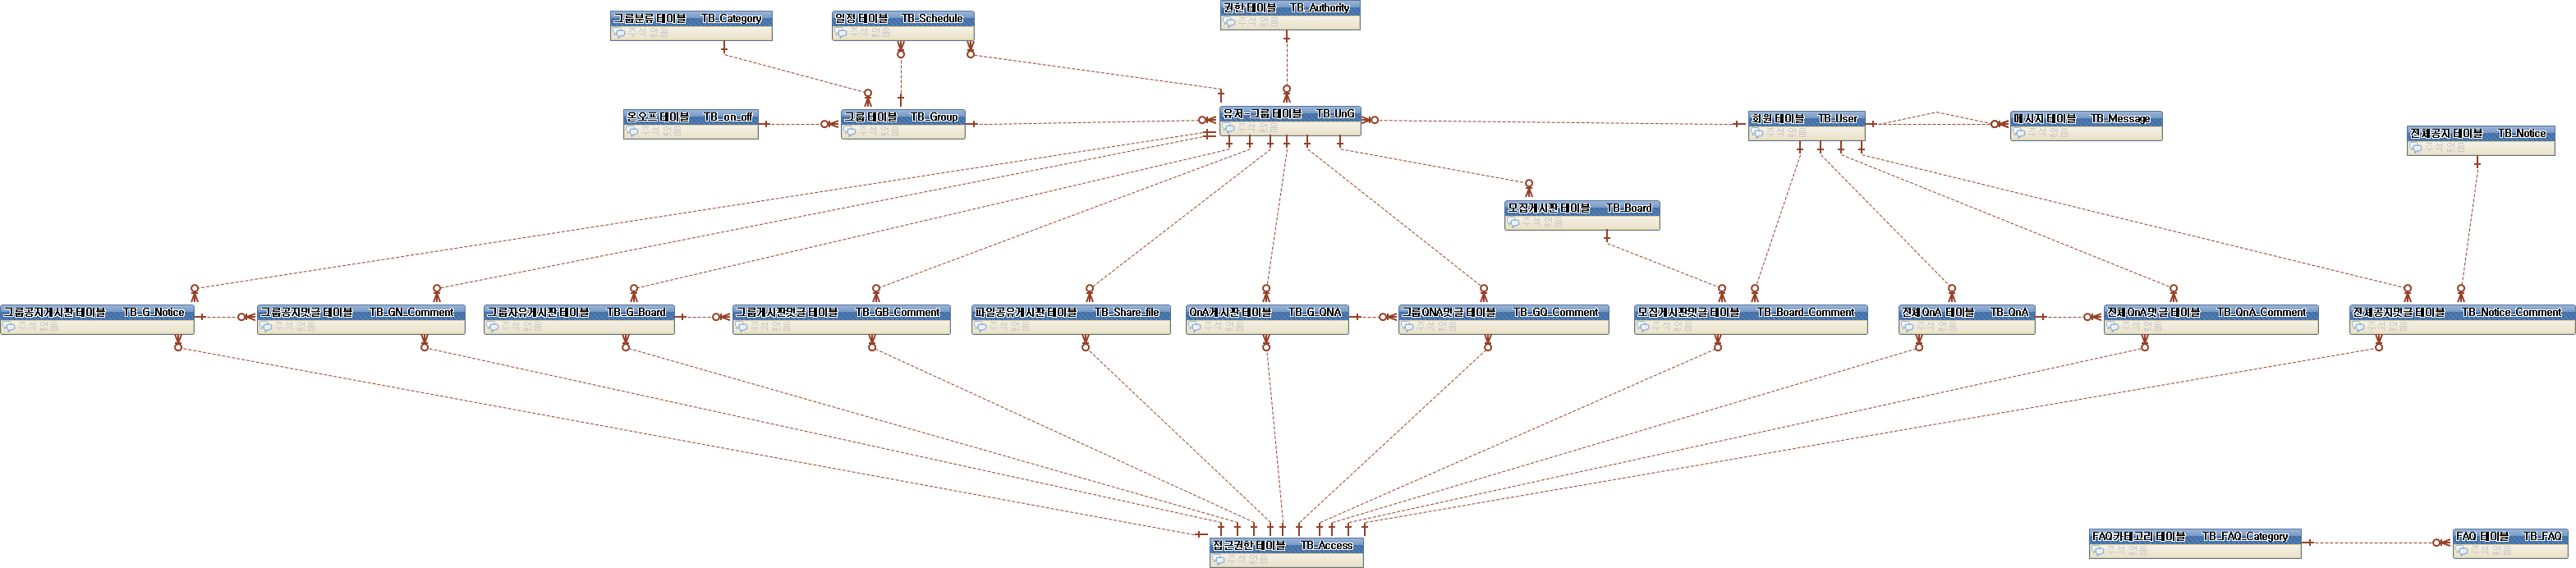 권한 테이블 TB_Authority
주석 없음
그룹분류 테이블 TB_Category
주석 없음
일정 테이블 TB_Schedule
주석 없음
온오프 테이블 TB_on_off
주석 없음
그룹 테이블 TB_Group
주석 없음
유저-그룹 테이블 TB_UnG
주석 없음
회원 테이블 TB_User
주석 없음
메시지 테이블 TB_Message
주석 없음
전체공지 테이블 TB_Notice
주석 없음
모집게시판 테이블 TB_Board
주석 없음
그룹공지게시판 테이블 TB_G_Notice
주석 없음
그룹공지댓글 테이블 TB_GN_Comment
주석 없음
그룹자유게시판 테이블 TB_G_Board
주석 없음
그룹게시판댓글 테이블 TB_GB_Comment
주석 없음
파일공유게시판 테이블 TB_Share_file
주석 없음
QnA게시판 테이블 TB_G_QNA
주석 없음
그룹QNA댓글 테이블 TB_GQ_Comment
주석 없음
모집게시판댓글 테이블 TB_Board_Comment
주석 없음
전체QnA 테이블 TB_QnA
주석 없음
전체QnA댓글 테이블 TB_QnA_Comment
주석 없음
전체공지댓글 테이블 TB_Notice_Comment
주석 없음
접근권한 테이블 TB_Access
주석 없음
FAQ카테고리 테이블 TB_FAQ_Category
주석 없음
FAQ 테이블 TB_FAQ
주석 없음